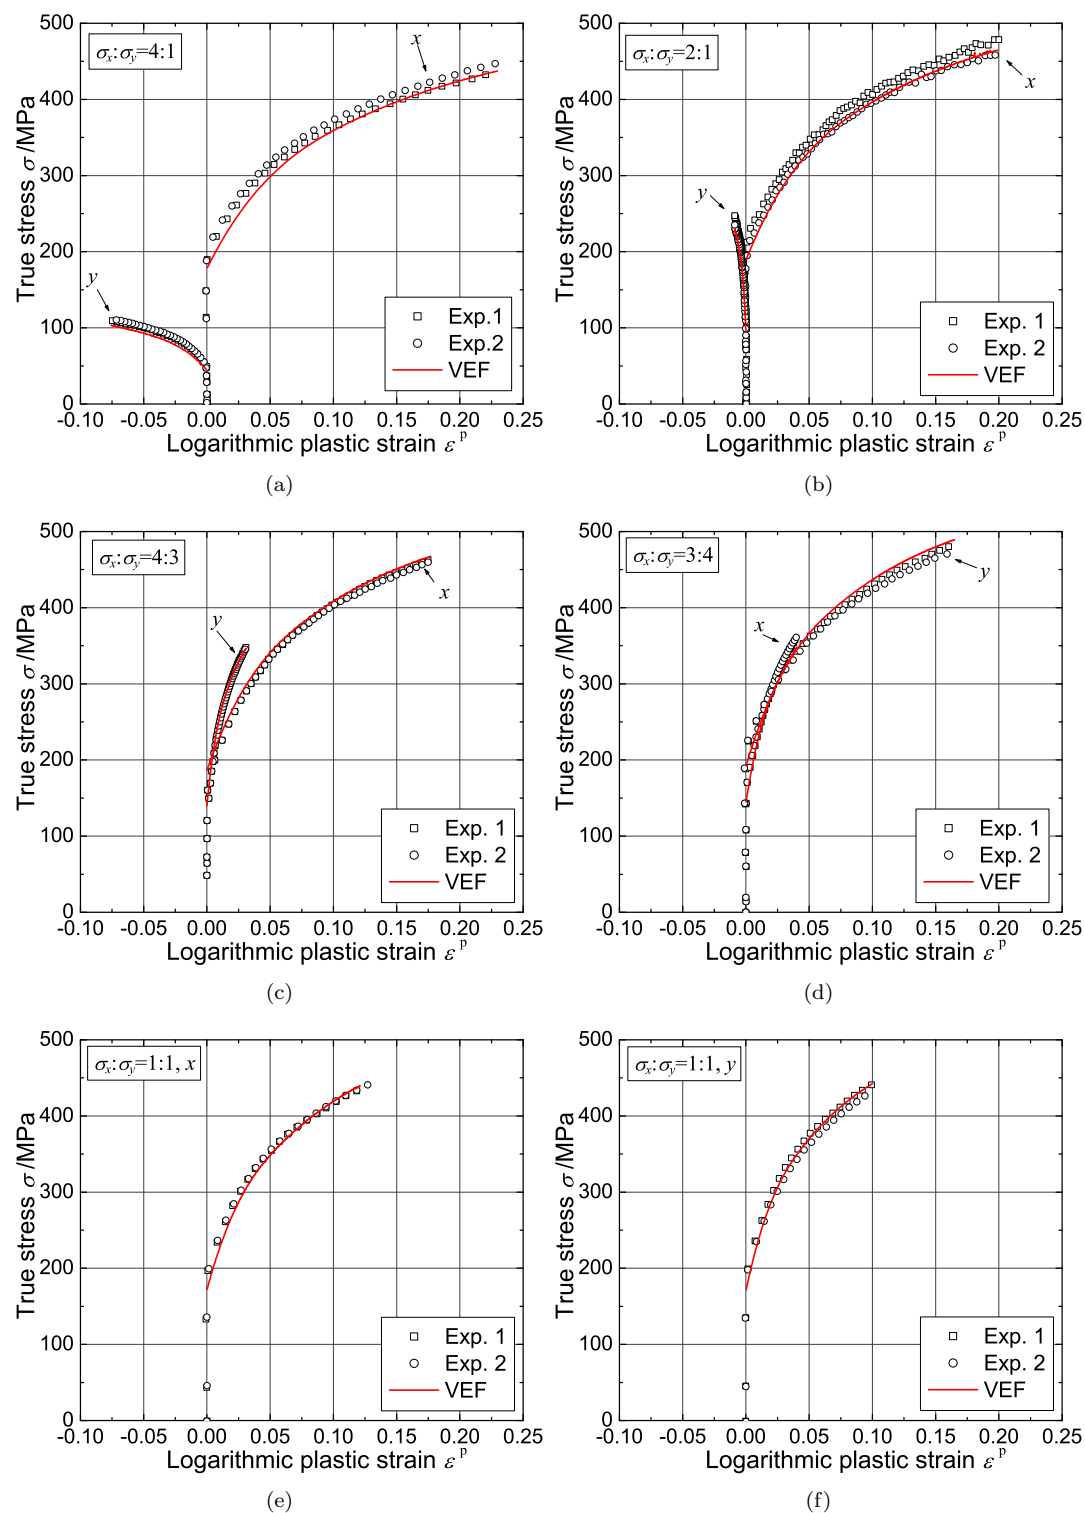 500
400
300
200
100
0
True stress σ /MPa
σx:σy=4:1
x
y
Exp.1
Exp.2
VEF
-0.10 -0.05 0.00 0.05 0.10 0.15 0.20 0.25
Logarithmic plastic strain ε p
(a)
500
400
300
200
100
0
True stress σ /MPa
σx:σy=2:1
x
y
Exp. 1
Exp. 2
VEF
-0.10 -0.05 0.00 0.05 0.10 0.15 0.20 0.25
Logarithmic plastic strain ε p
(b)
500
400
300
200
100
0
True stress σ /MPa
σx:σy=4:3
y
x
Exp. 1
Exp. 2
VEF
-0.10 -0.05 0.00 0.05 0.10 0.15 0.20 0.25
Logarithmic plastic strain ε p
(c)
500
400
300
200
100
0
True stress σ /MPa
σx:σy=3:4
y
x
Exp. 1
Exp. 2
VEF
-0.10 -0.05 0.00 0.05 0.10 0.15 0.20 0.25
Logarithmic plastic strain ε p
(d)
500
400
300
200
100
0
True stress σ /MPa
σx:σy=1:1, x
Exp. 1
Exp. 2
VEF
-0.10 -0.05 0.00 0.05 0.10 0.15 0.20 0.25
Logarithmic plastic strain ε p
(e)
500
400
300
200
100
0
True stress σ /MPa
σx:σy=1:1, y
Exp. 1
Exp. 2
VEF
-0.10 -0.05 0.00 0.05 0.10 0.15 0.20 0.25
Logarithmic plastic strain ε p
(f)